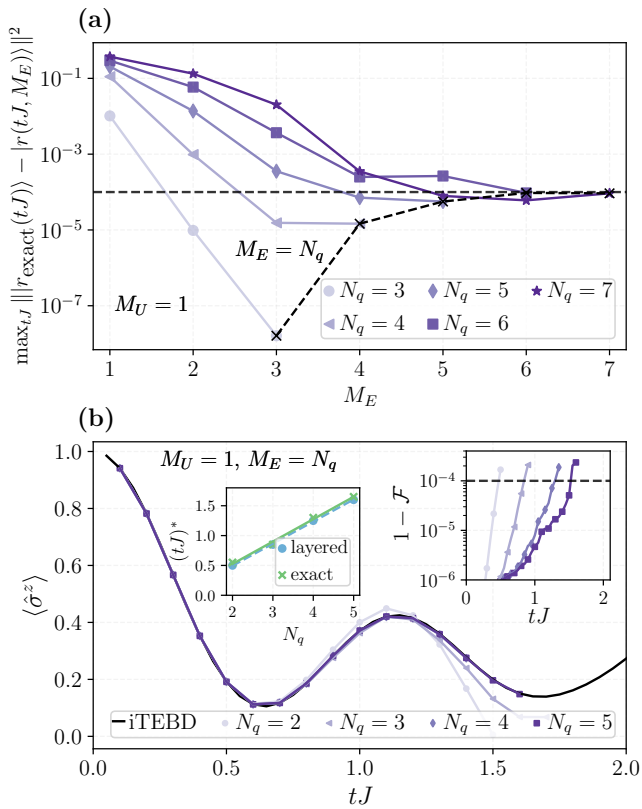 (a)
max_{tJ} |||r_{exact}(tJ)⟩ − |r(tJ, M_E)⟩||^2
10^{−1}
10^{−3}
10^{−5}
10^{−7}
M_E = N_q
M_U = 1
N_q = 3 N_q = 5 N_q = 7
N_q = 4 N_q = 6
1 2 3 4 5 6 7
M_E
(b)
⟨σ̂^z⟩
1.0
0.8
0.6
0.4
0.2
0.0
M_U = 1, M_E = N_q
(tJ)^*
1.5
1.0
0.5
0.0
layered
exact
2 3 4 5
N_q
1 − F
10^{−4}
10^{−5}
10^{−6}
0 1 2
tJ
iTEBD N_q = 2 N_q = 3 N_q = 4 N_q = 5
0.0 0.5 1.0 1.5 2.0
tJ